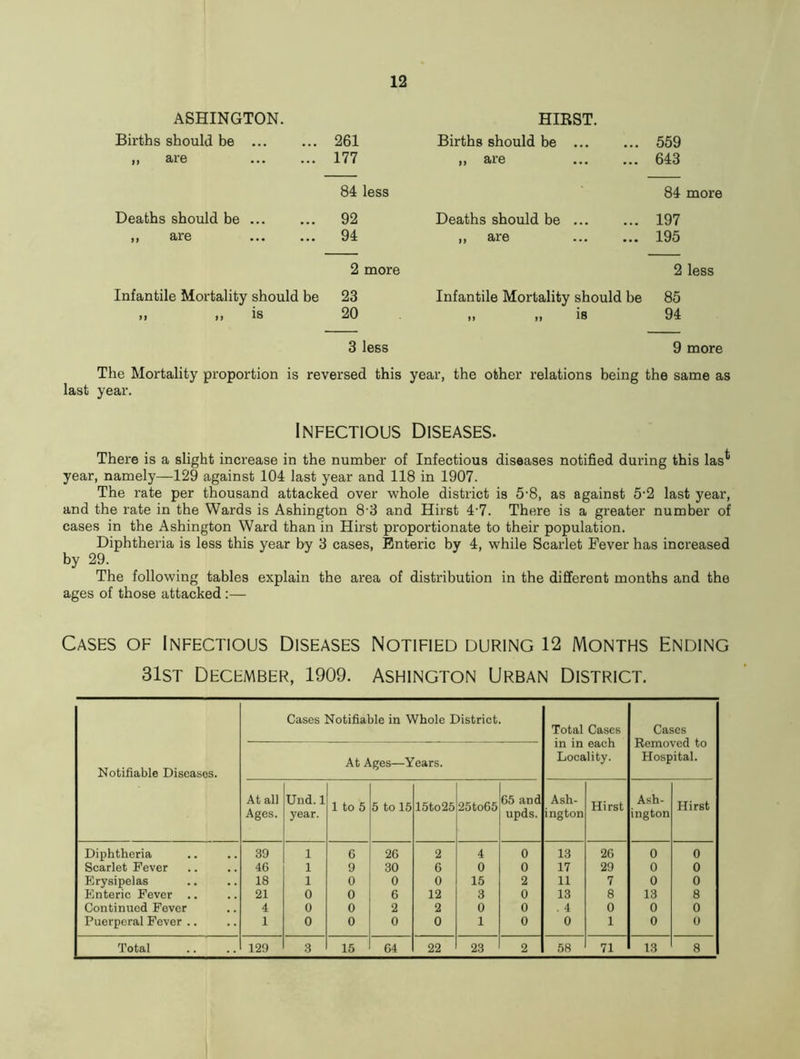 12
ASHINGTON.
Births should be ... ... 261
„ are ... ... 177
84 less
Deaths should be ... ... 92
„ are ... ... 94
2 more
Infantile Mortality should be 23
„ „ is 20
3 less
HIRST.
Births should be ... ... 559
„ are ... ... 643
84 more
Deaths should be ... ... 197
„ are ... ... 195
2 less
Infantile Mortality should be 85
„ „ is 94
9 more
The Mortality proportion is reversed this year, the other relations being the same as
last year.
INFECTIOUS DISEASES.
There is a slight increase in the number of Infectious diseases notified during this last
year, namely—129 against 104 last year and 118 in 1907.
The rate per thousand attacked over whole district is 5·8, as against 5·2 last year,
and the rate in the Wards is Ashington 8·3 and Hirst 4·7. There is a greater number of
cases in the Ashington Ward than in Hirst proportionate to their population.
Diphtheria is less this year by 3 cases, Enteric by 4, while Scarlet Fever has increased
by 29.
The following tables explain the area of distribution in the different months and the
ages of those attacked :—
CASES OF INFECTIOUS DISEASES NOTIFIED DURING 12 MONTHS ENDING
31ST DECEMBER, 1909. ASHINGTON URBAN DISTRICT.
Notifiable Diseases.
Cases Notifiable in Whole District.
At Ages—Years.
Total Cases
in in each
Locality.
Cases
Removed to
Hospital.
At all Ages. Und. 1 year. 1 to 5 5 to 15 15to25 25to65 65 and upds. Ash-ington Hirst Ash-ington Hirst
Diphtheria .. .. 39 1 6 26 2 4 0 13 26 0 0
Scarlet Fever .. .. 46 1 9 30 6 0 0 17 29 0 0
Erysipelas .. .. 18 1 0 0 0 15 2 11 7 0 0
Enteric Fever .. .. 21 0 0 6 12 3 0 13 8 13 8
Continued Fever .. 4 0 0 2 2 0 0 . 4 0 0 0
Puerperal Fever .. .. 1 0 0 0 0 1 0 0 1 0 0
Total .. .. 129 3 15 64 22 23 2 58 71 13 8